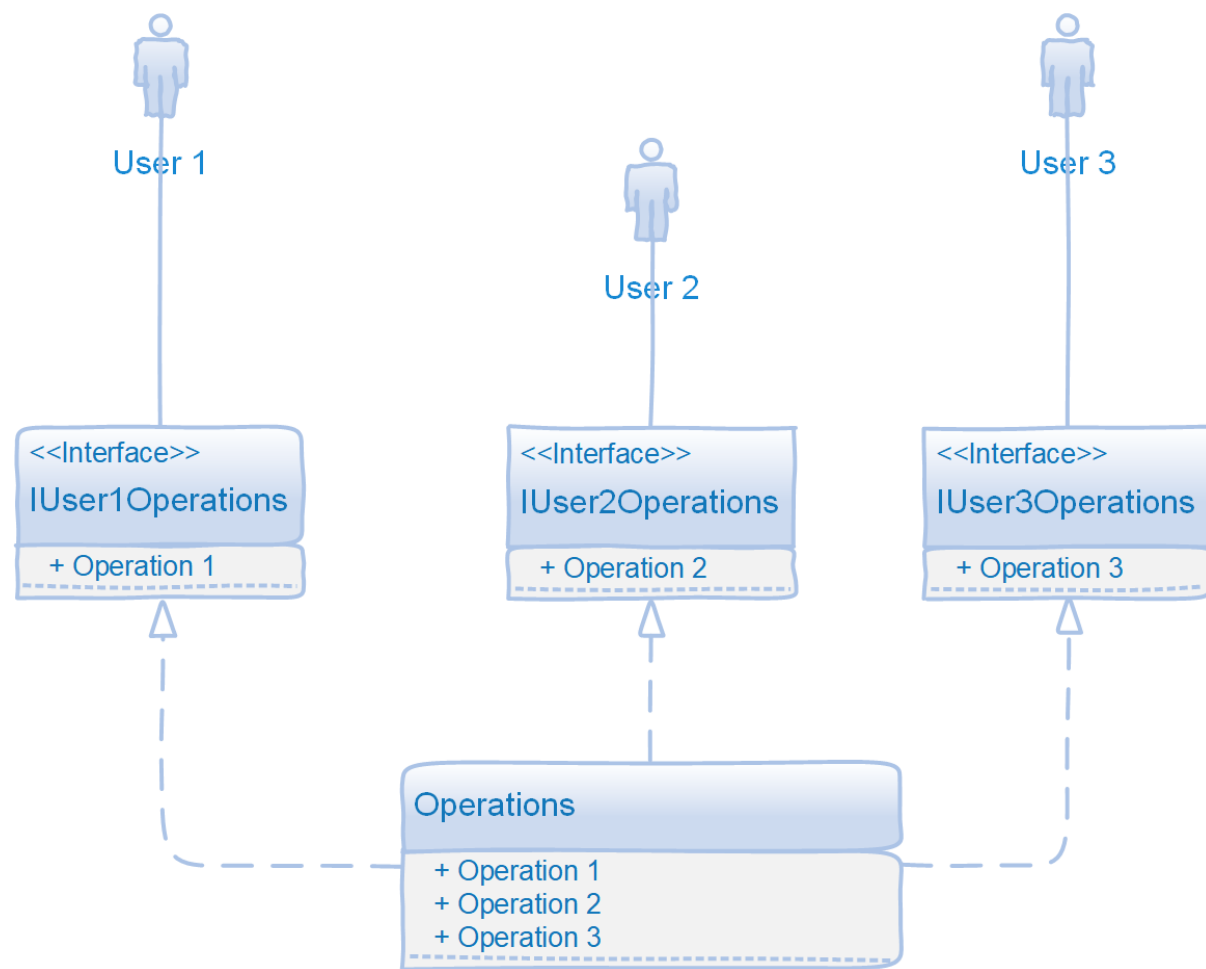 User 1
User 3
User 2
<<Interface>>
IUser1Operations
+ Operation 1
<<Interface>>
IUser2Operations
+ Operation 2
<<Interface>>
IUser3Operations
+ Operation 3
Operations
+ Operation 1
+ Operation 2
+ Operation 3